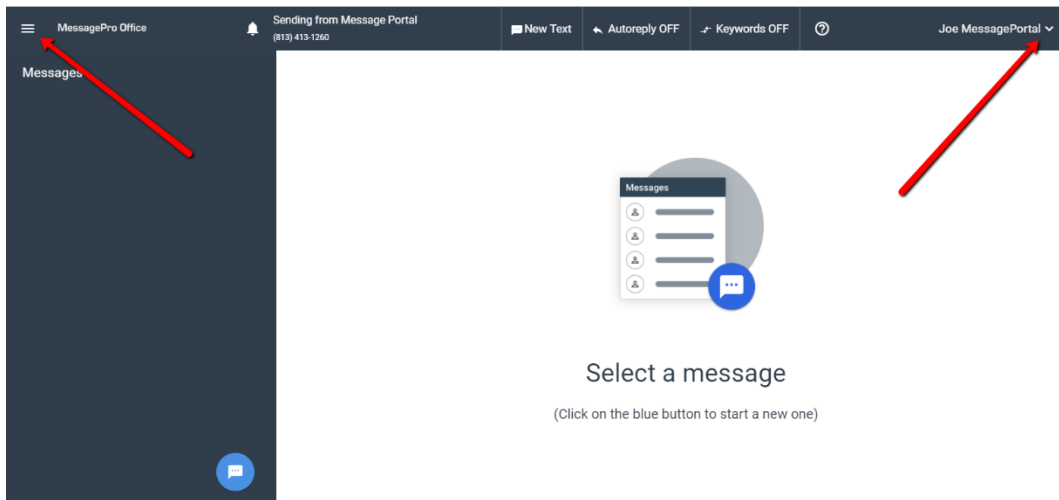 MessagePro Office
Sending from Message Portal
(813) 413-1260
New Text
Autoreply OFF
Keywords OFF
Joe MessagePortal
Messages
Messages
Select a message
(Click on the blue button to start a new one)